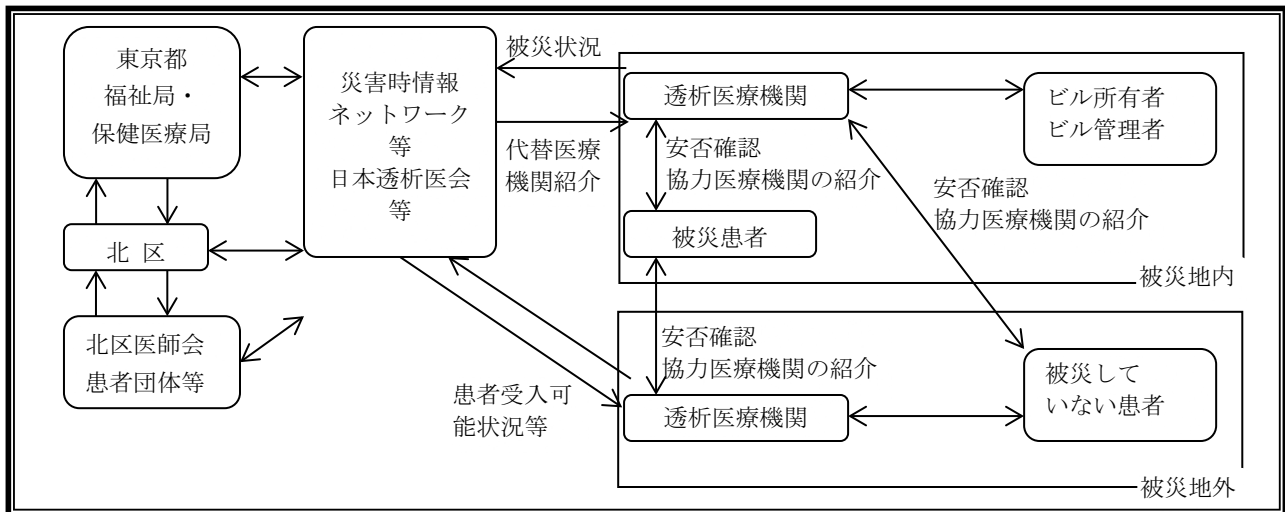 東京都
福祉局・
保健医療局
北 区
北区医師会
患者団体等
災害時情報
ネットワーク
等
日本透析医会
等
被災状況
代替医療
機関紹介
患者受入可
能状況等
透析医療機関
ビル所有者
ビル管理者
安否確認
協力医療機関の紹介
安否確認
協力医療機関の紹介
被災患者
被災地内
安否確認
協力医療機関の紹介
透析医療機関
被災して
いない患者
被災地外